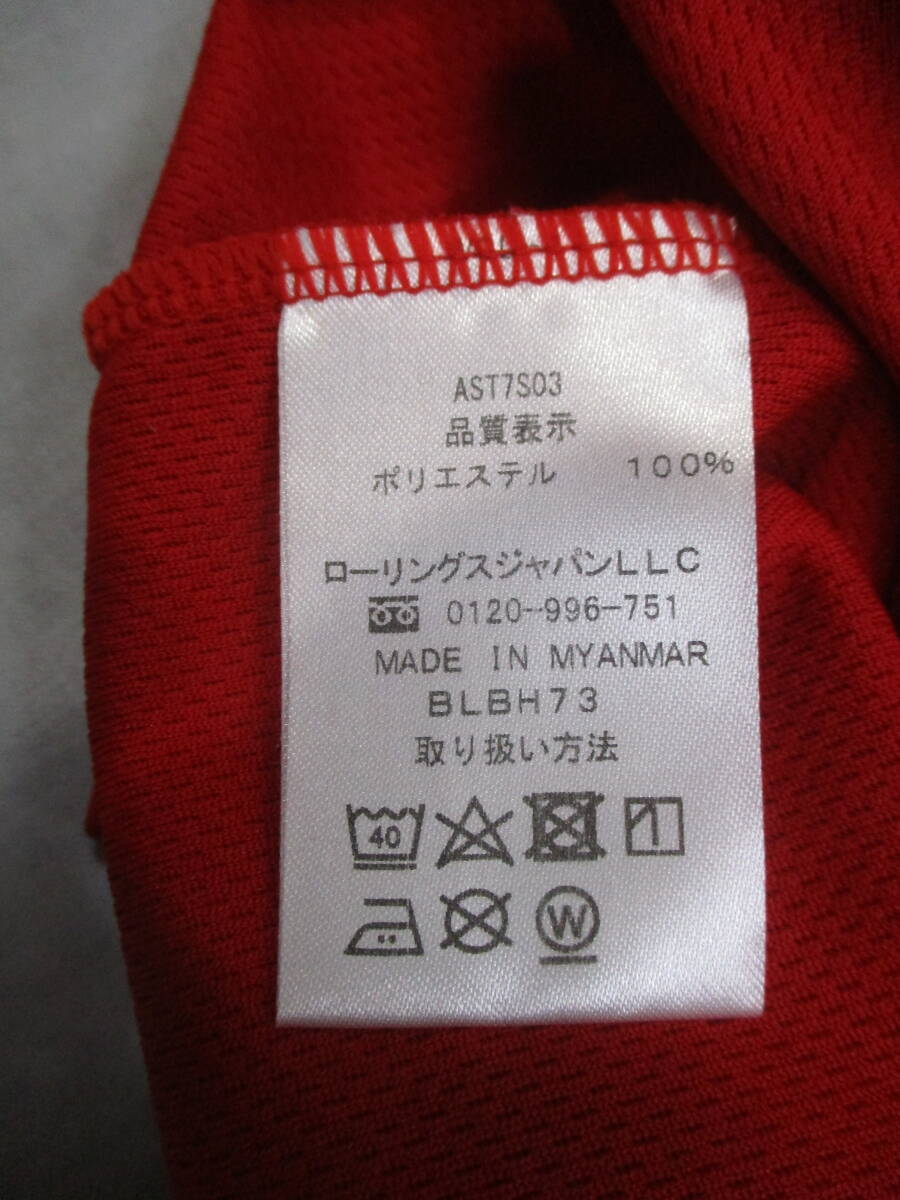 AST7S03
品質表示
ポリエステル 100%
ローリングスジャパンLLC
0120-996-751
MADE IN MYANMAR
BLBH73
取り扱い方法
40
W